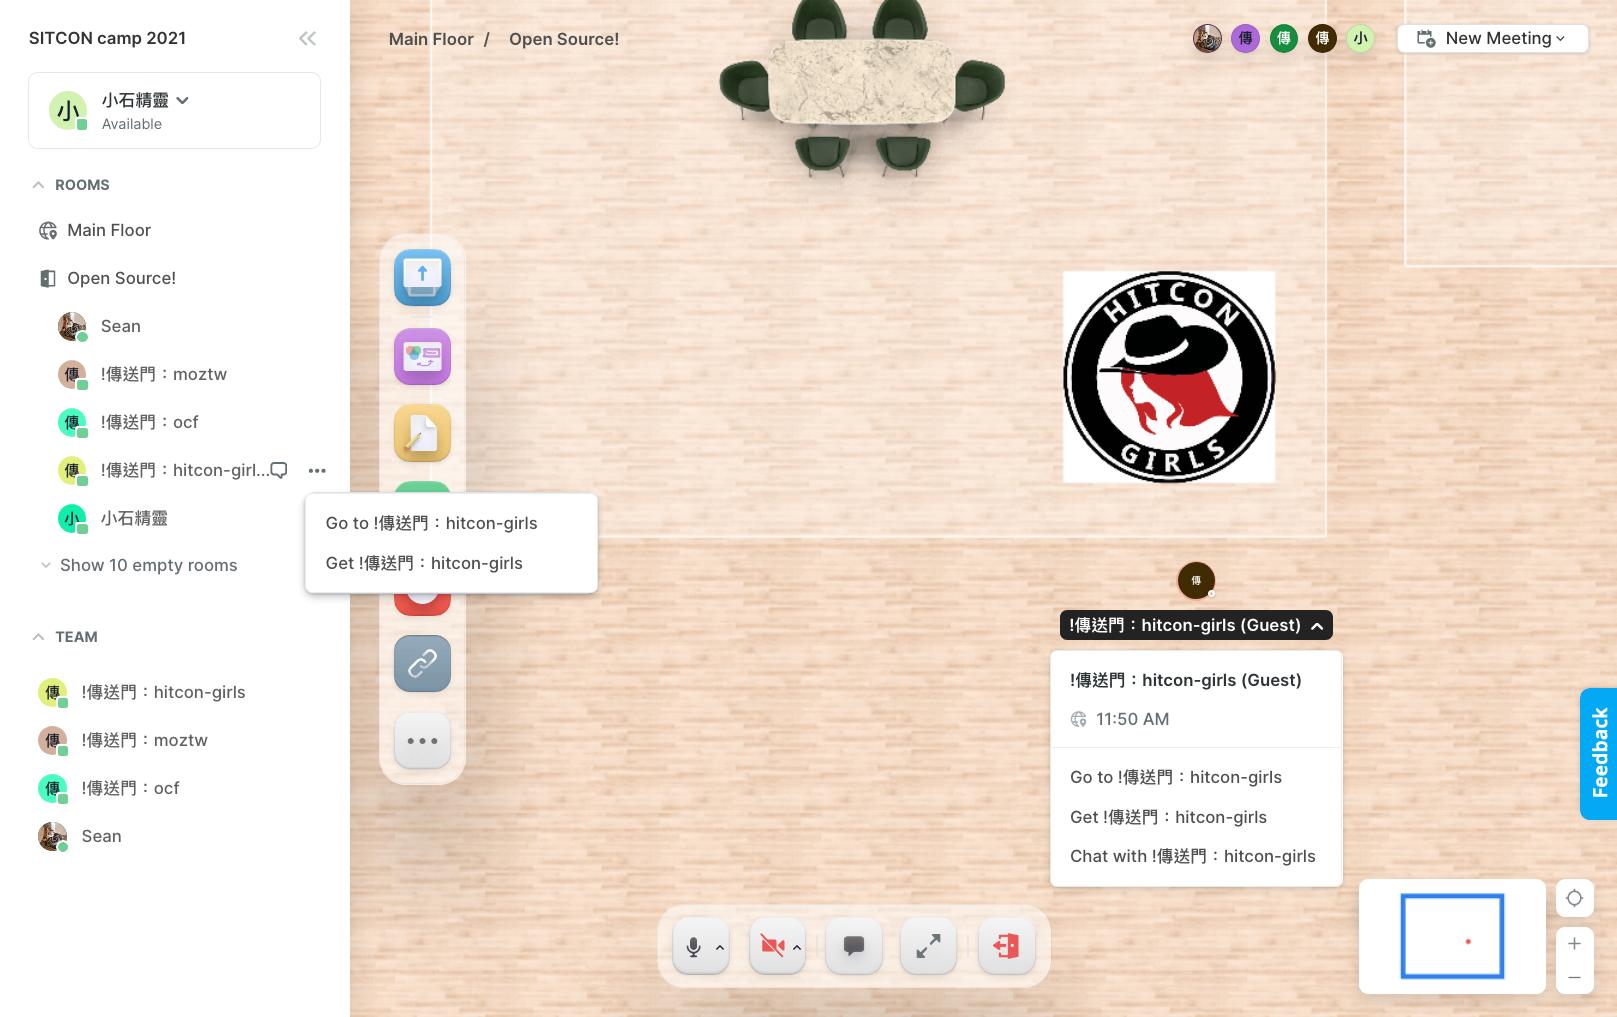 SITCON camp 2021
小
小石精靈
Available
ROOMS
Main Floor
Open Source!
Sean
傳
!傳送門：moztw
傳
!傳送門：ocf
傳
!傳送門：hitcon-girl...
小
小石精靈
Show 10 empty rooms
TEAM
傳
!傳送門：hitcon-girls
傳
!傳送門：moztw
傳
!傳送門：ocf
Sean
Go to !傳送門：hitcon-girls
Get !傳送門：hitcon-girls
Main Floor / Open Source!
傳 傳 傳 小
New Meeting
HITCON
GIRLS
傳
!傳送門：hitcon-girls (Guest)
!傳送門：hitcon-girls (Guest)
11:50 AM
Go to !傳送門：hitcon-girls
Get !傳送門：hitcon-girls
Chat with !傳送門：hitcon-girls
Feedback